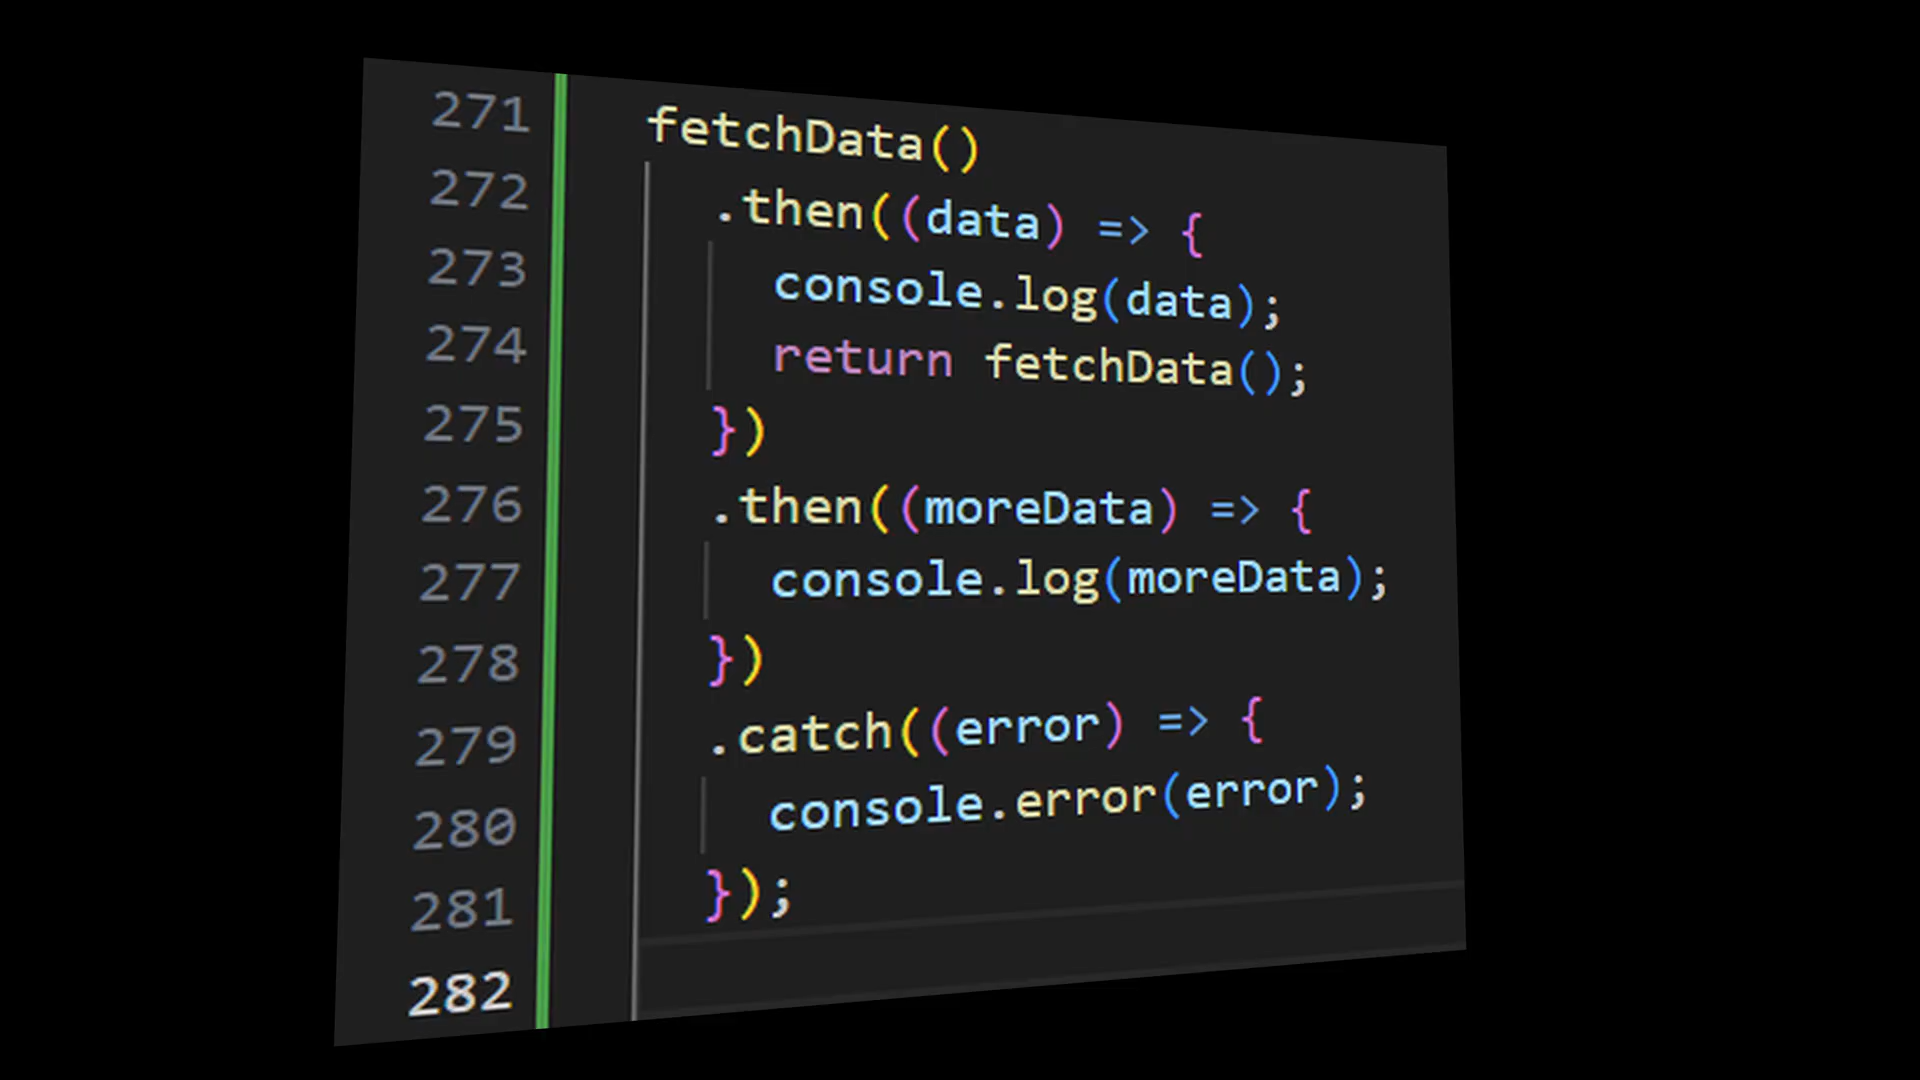 271 fetchData()
272 .then((data) => {
273 console.log(data);
274 return fetchData();
275 })
276 .then((moreData) => {
277 console.log(moreData);
278 })
279 .catch((error) => {
280 console.error(error);
281 });
282